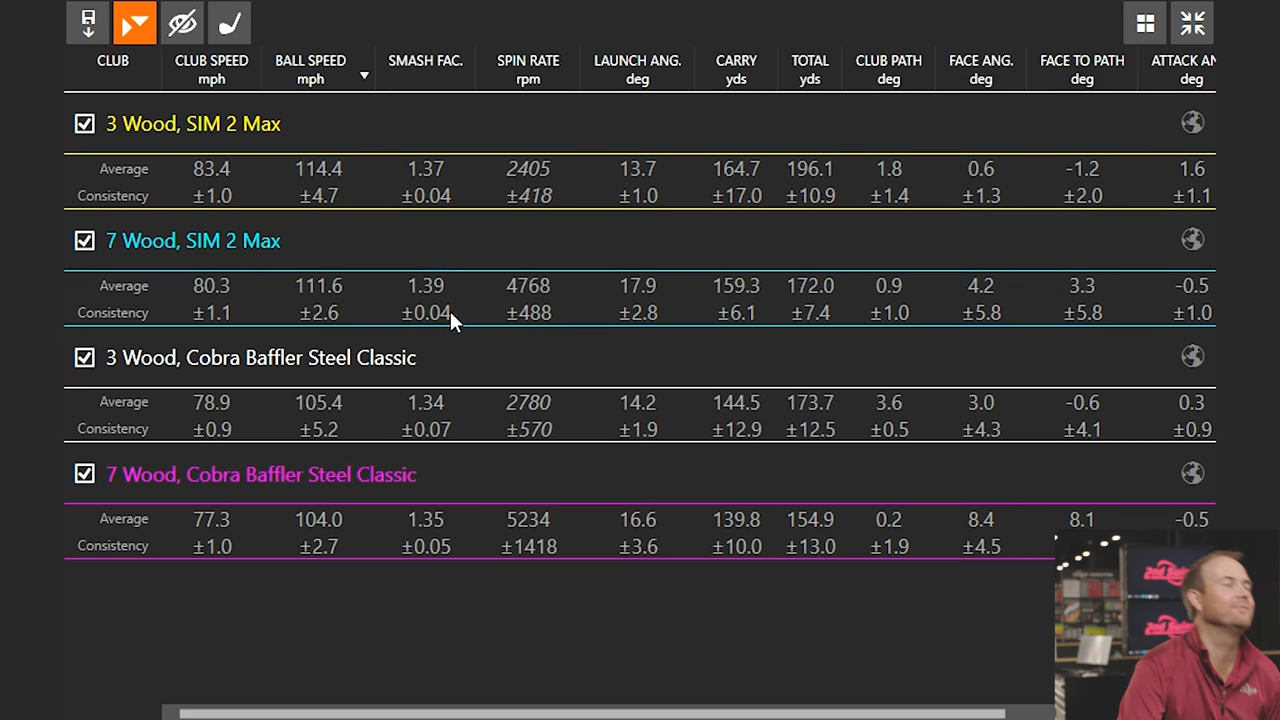 CLUB CLUB SPEED BALL SPEED SMASH FAC. SPIN RATE LAUNCH ANG. CARRY TOTAL CLUB PATH FACE ANG. FACE TO PATH ATTACK AN
mph mph rpm deg yds yds deg deg deg deg
3 Wood, SIM 2 Max
Average 83.4 114.4 1.37 2405 13.7 164.7 196.1 1.8 0.6 -1.2 1.6
Consistency ±1.0 ±4.7 ±0.04 ±418 ±1.0 ±17.0 ±10.9 ±1.4 ±1.3 ±2.0 ±1.1
7 Wood, SIM 2 Max
Average 80.3 111.6 1.39 4768 17.9 159.3 172.0 0.9 4.2 3.3 -0.5
Consistency ±1.1 ±2.6 ±0.04 ±488 ±2.8 ±6.1 ±7.4 ±1.0 ±5.8 ±5.8 ±1.0
3 Wood, Cobra Baffler Steel Classic
Average 78.9 105.4 1.34 2780 14.2 144.5 173.7 3.6 3.0 -0.6 0.3
Consistency ±0.9 ±5.2 ±0.07 ±570 ±1.9 ±12.9 ±12.5 ±0.5 ±4.3 ±4.1 ±0.9
7 Wood, Cobra Baffler Steel Classic
Average 77.3 104.0 1.35 5234 16.6 139.8 154.9 0.2 8.4 8.1 -0.5
Consistency ±1.0 ±2.7 ±0.05 ±1418 ±3.6 ±10.0 ±13.0 ±1.9 ±4.5
2nd
2nd